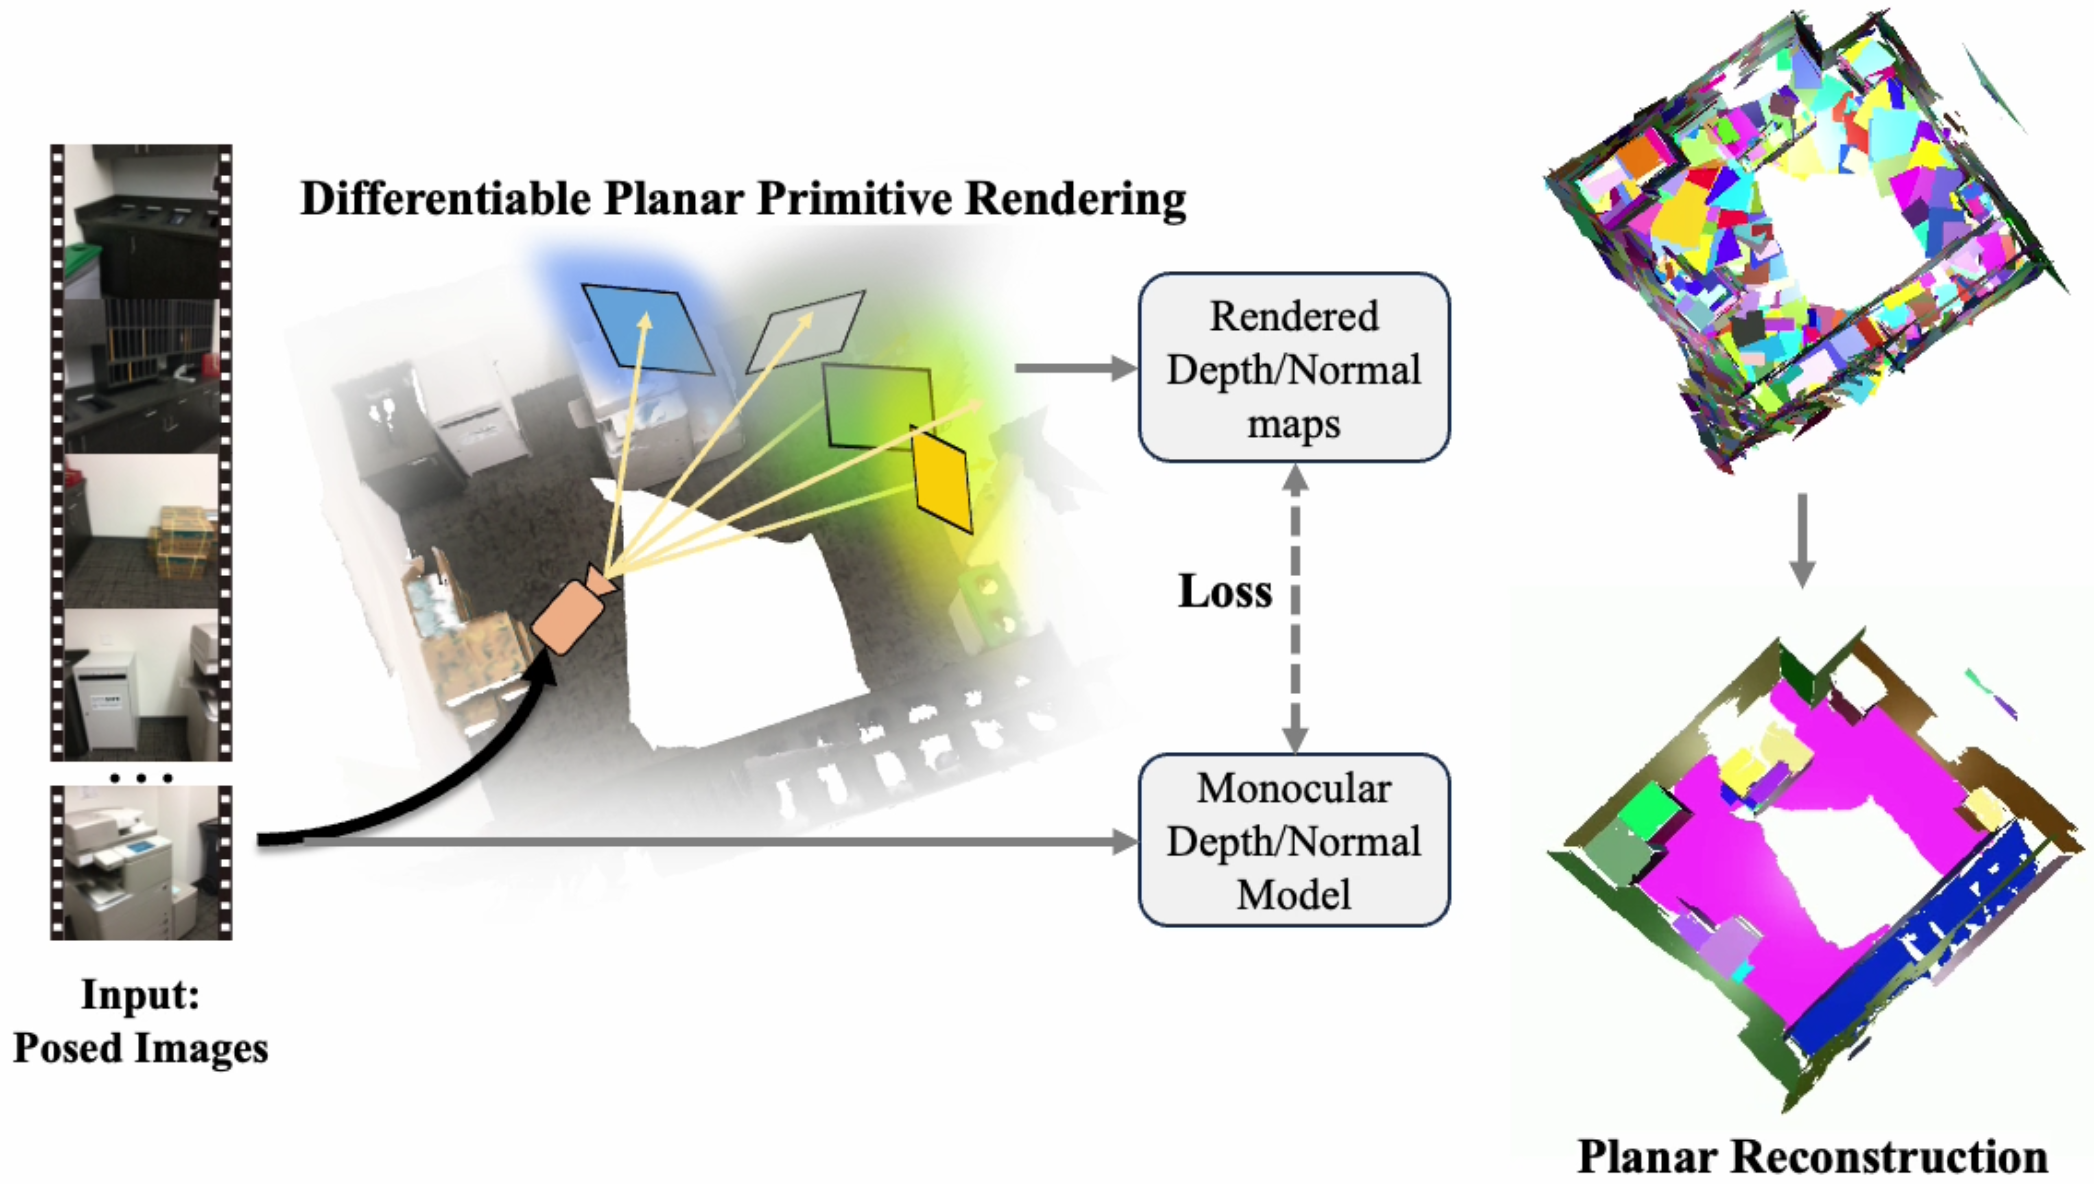 Differentiable Planar Primitive Rendering
Rendered
Depth/Normal
maps
Loss
Monocular
Depth/Normal
Model
Input:
Posed Images
Planar Reconstruction